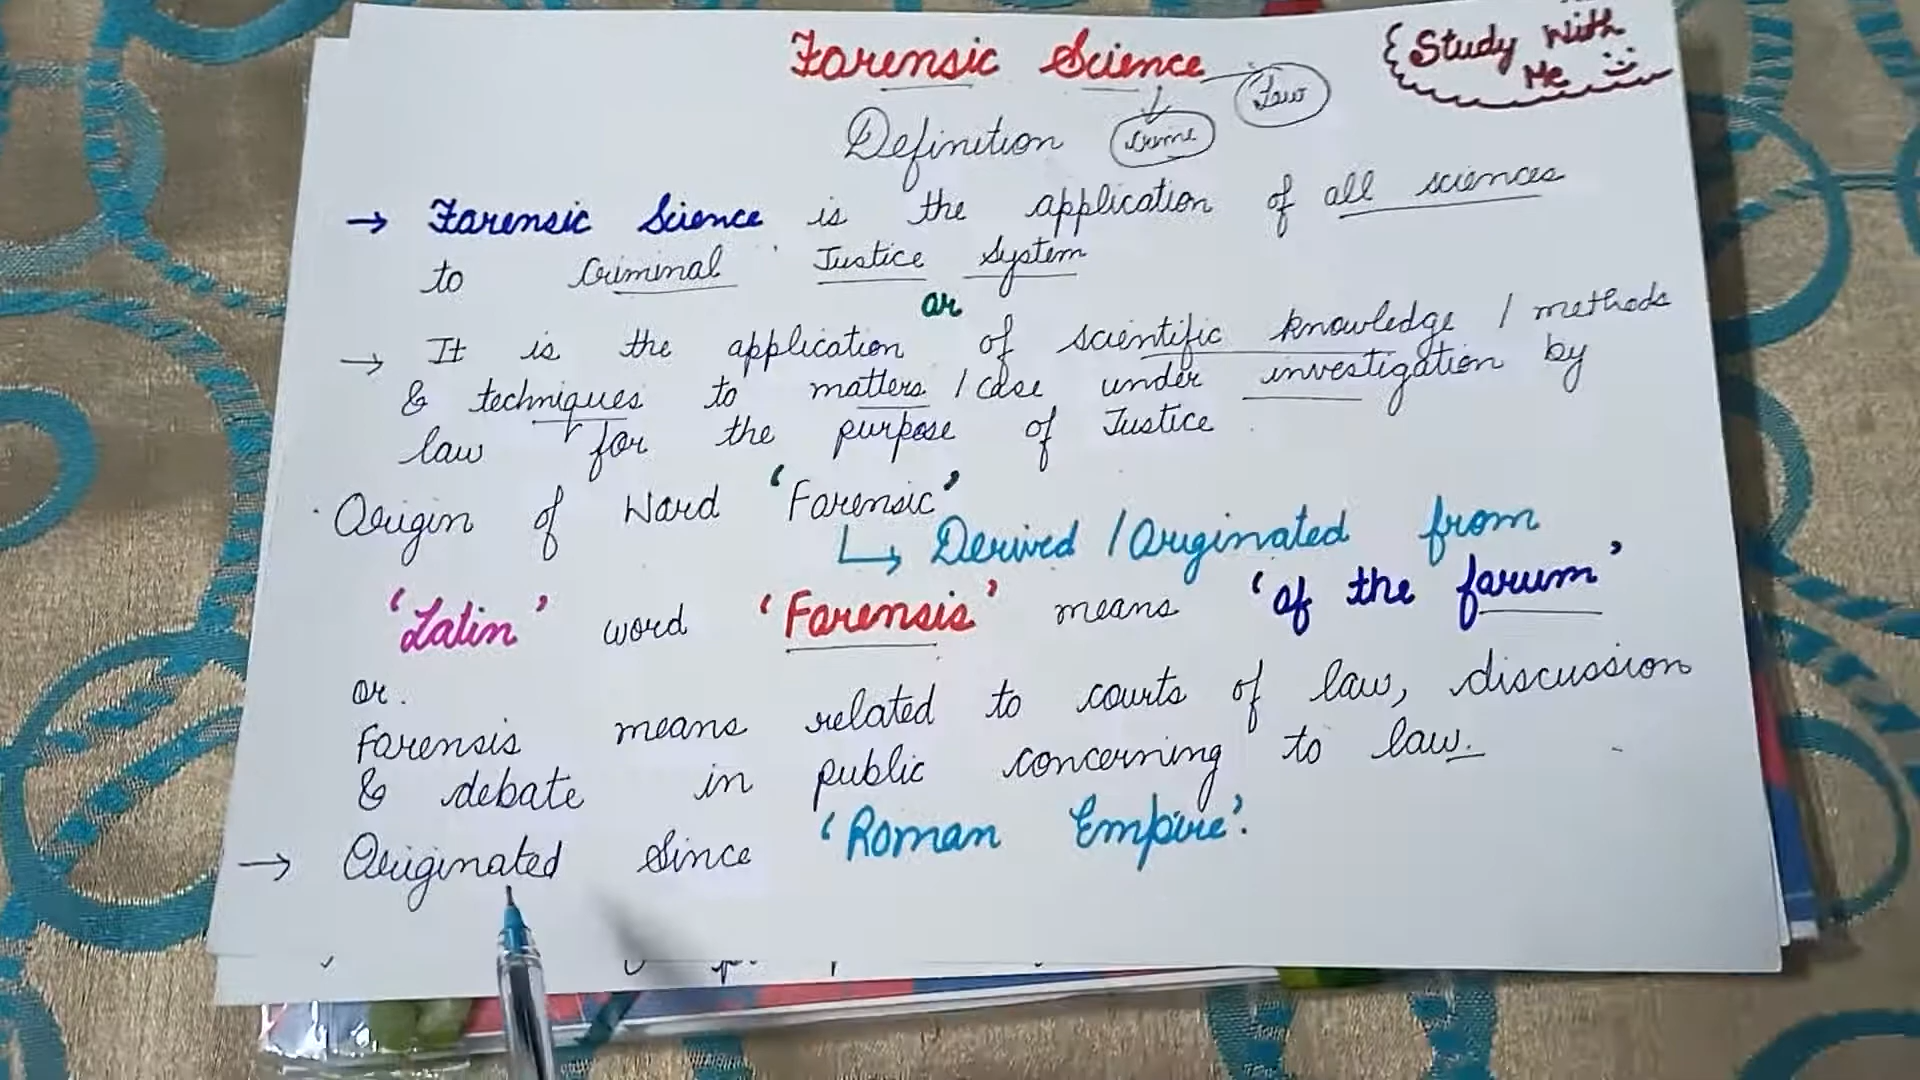 Forensic Science
Law
Study With
Me
Definition
Crime
→ Forensic Science is the application of all sciences
to Criminal Justice System
or
→ It is the application of scientific knowledge / methods
& techniques to matters / case under investigation by
law for the purpose of Justice
Origin of Word 'Forensic'
↳ Derived / Originated from
'Latin' word 'Forensis' means 'of the forum'
or.
Forensis means related to courts of law, discussion
& debate in public concerning to law.
→ Originated Since 'Roman Empire'.